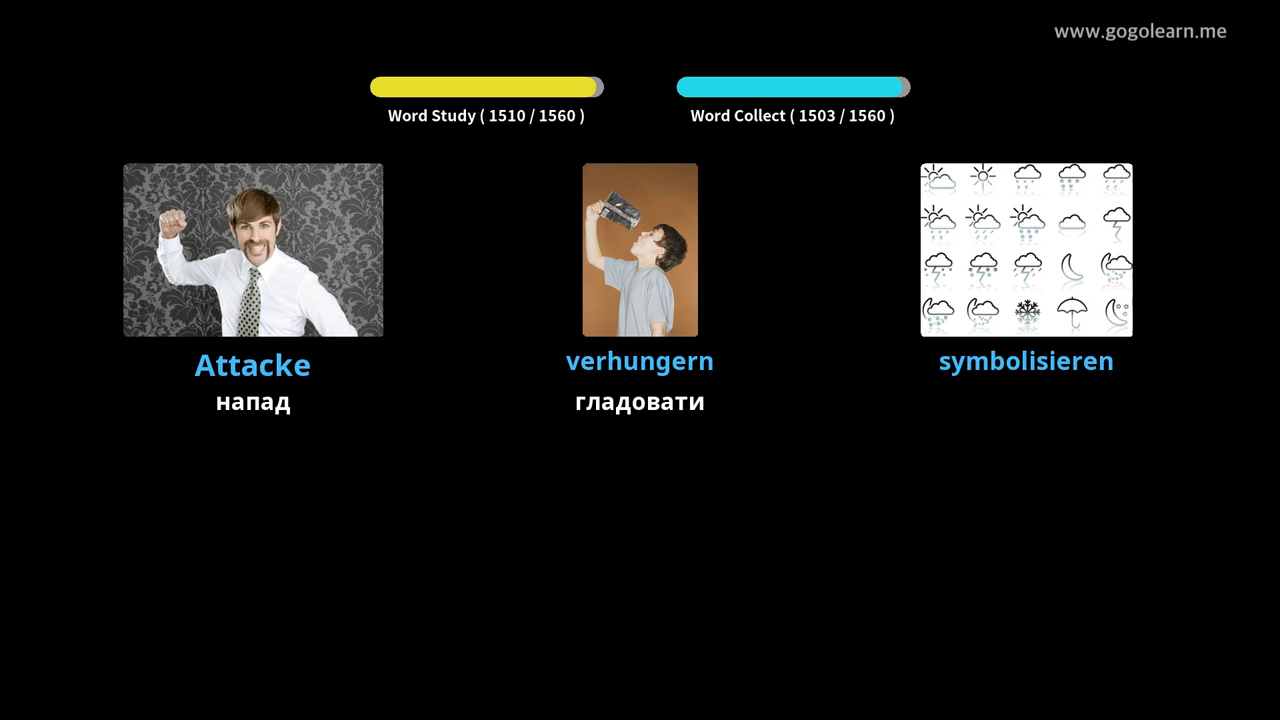 www.gogolearn.me
Word Study ( 1510 / 1560 )
Word Collect ( 1503 / 1560 )
Attacke
verhungern
symbolisieren
напад
гладовати